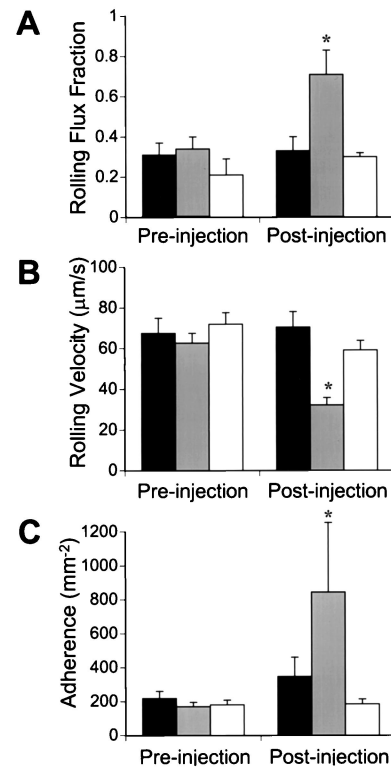 A
Rolling Flux Fraction
1
0.8
0.6
0.4
0.2
0
*
Pre-injection Post-injection
B
Rolling Velocity (μm/s)
100
80
60
40
20
0
*
Pre-injection Post-injection
C
Adherence (mm-2)
1200
800
600
400
200
0
*
Pre-injection Post-injection